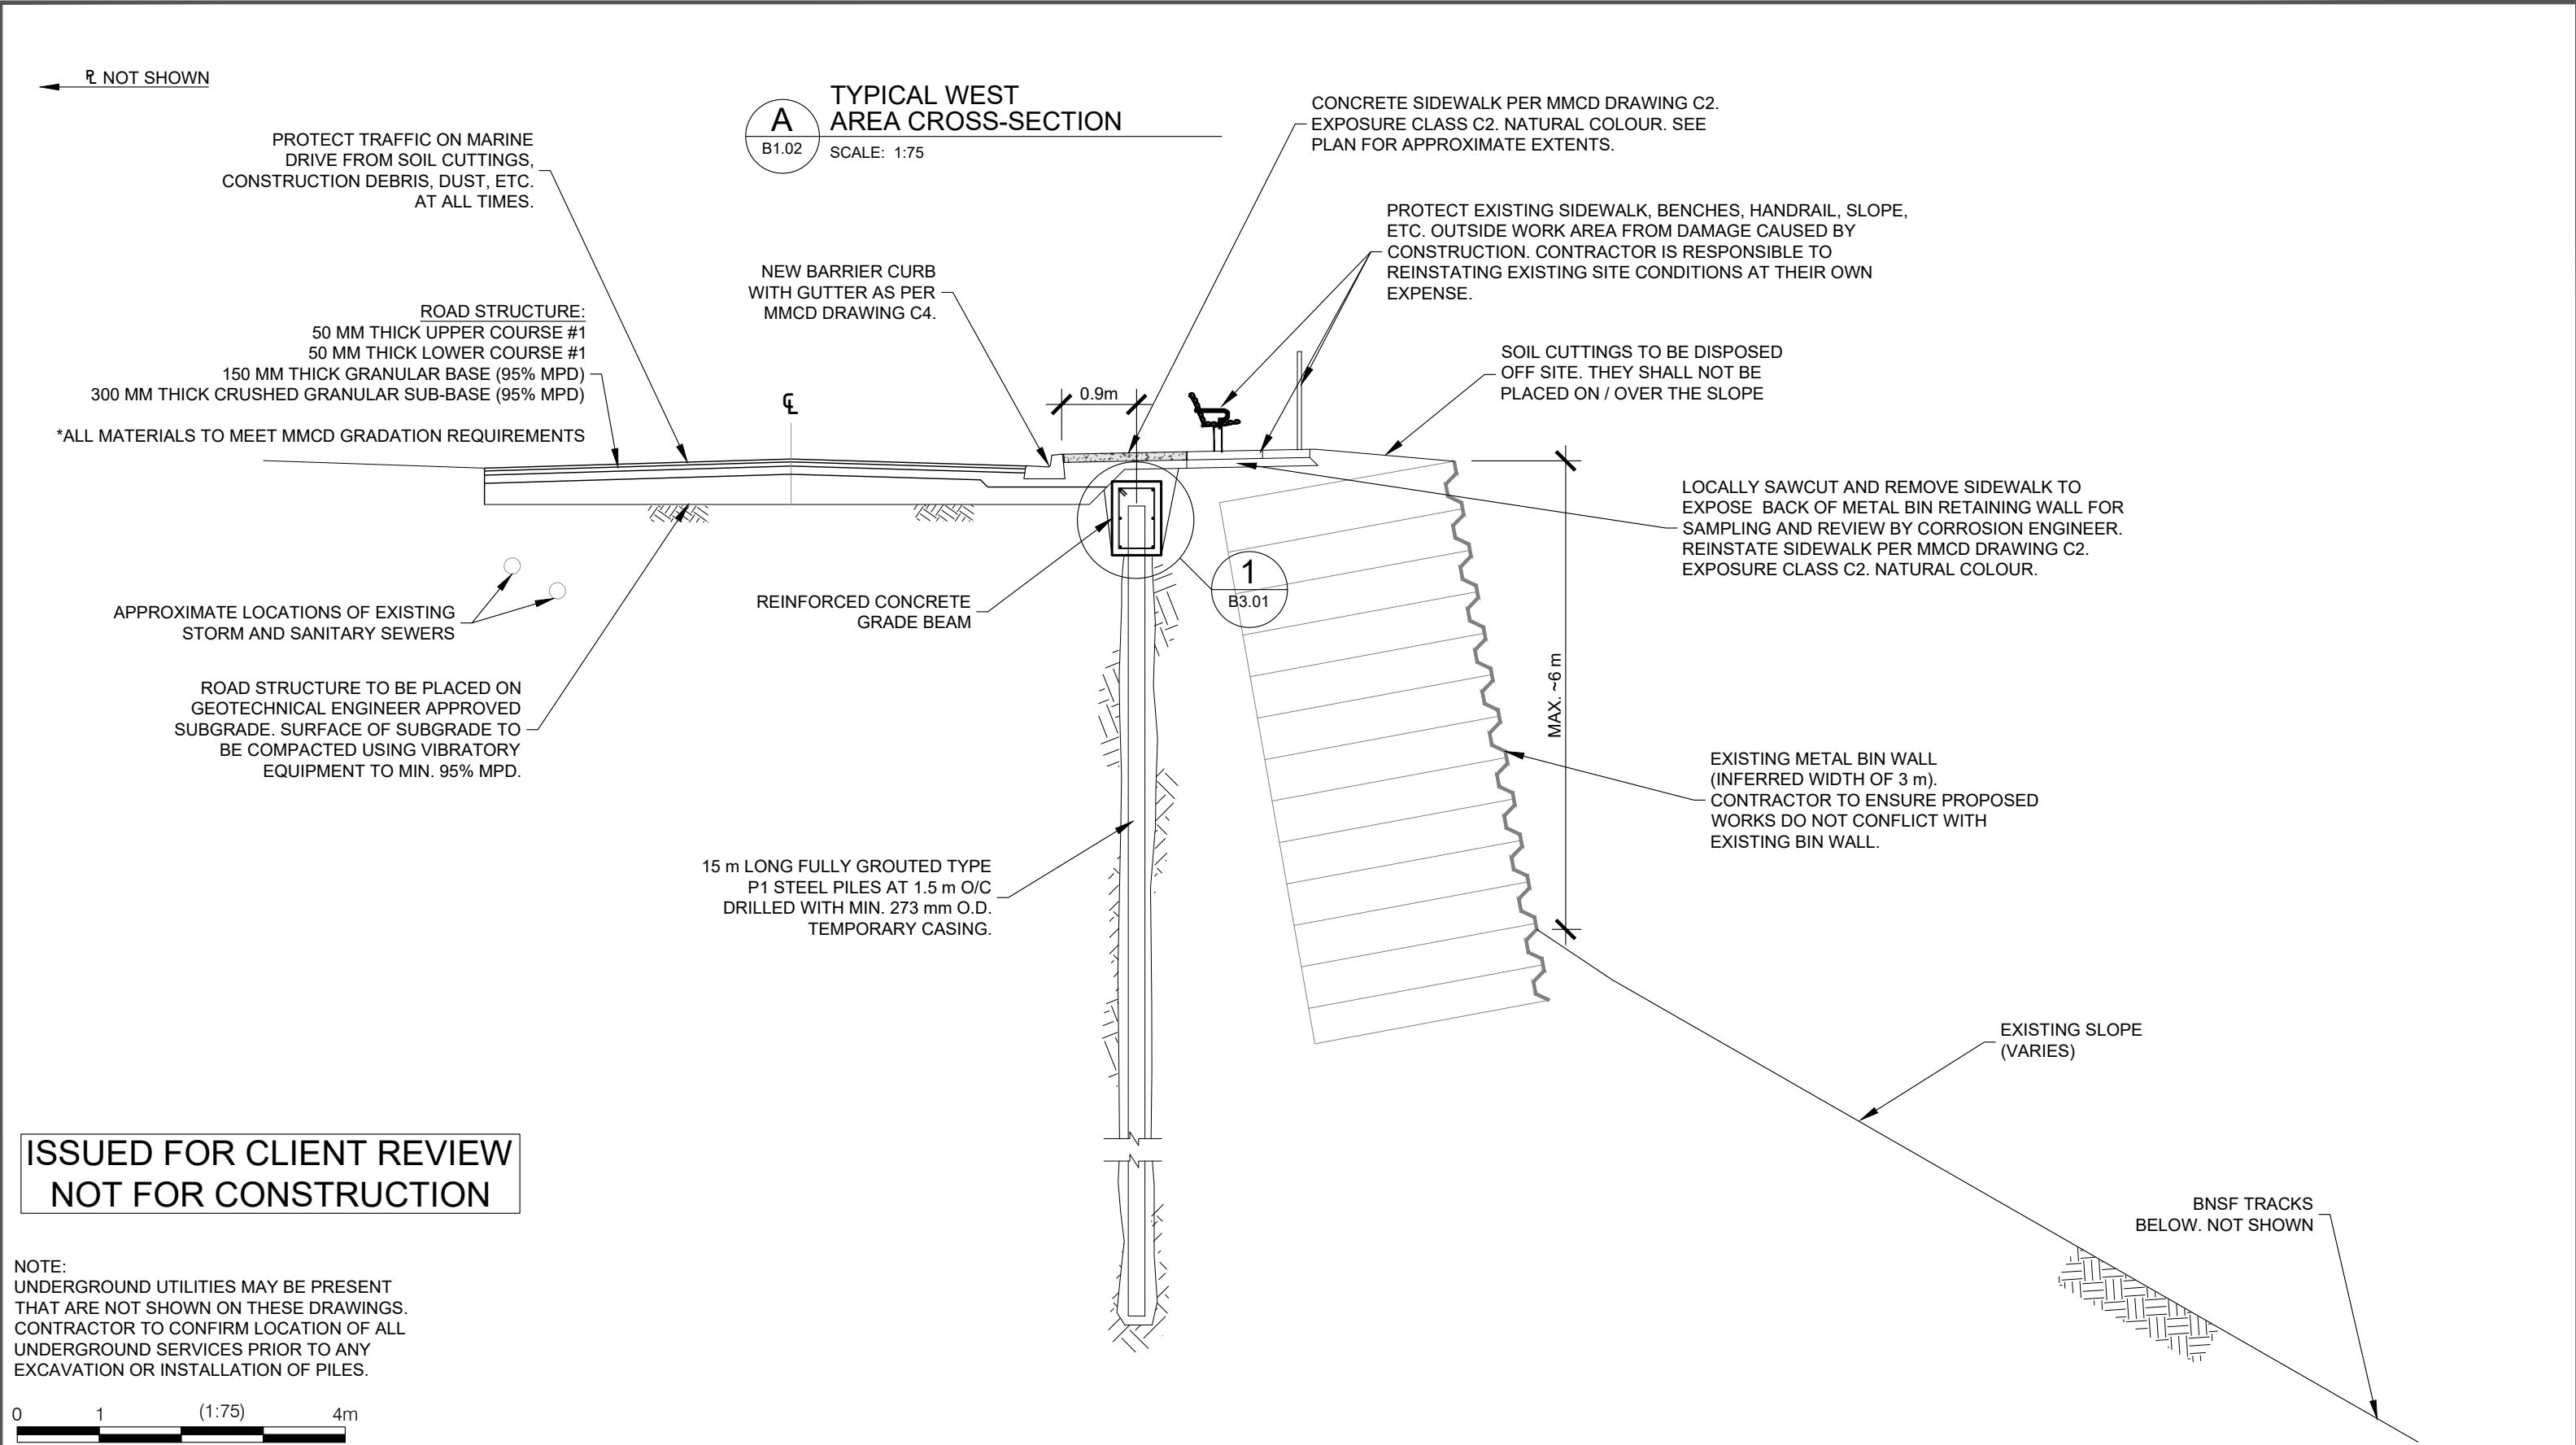 ℄ NOT SHOWN
A
B1.02
TYPICAL WEST
AREA CROSS-SECTION
SCALE: 1:75
PROTECT TRAFFIC ON MARINE
DRIVE FROM SOIL CUTTINGS,
CONSTRUCTION DEBRIS, DUST, ETC.
AT ALL TIMES.
CONCRETE SIDEWALK PER MMCD DRAWING C2.
EXPOSURE CLASS C2. NATURAL COLOUR. SEE
PLAN FOR APPROXIMATE EXTENTS.
PROTECT EXISTING SIDEWALK, BENCHES, HANDRAIL, SLOPE,
ETC. OUTSIDE WORK AREA FROM DAMAGE CAUSED BY
CONSTRUCTION. CONTRACTOR IS RESPONSIBLE TO
REINSTATING EXISTING SITE CONDITIONS AT THEIR OWN
EXPENSE.
NEW BARRIER CURB
WITH GUTTER AS PER
MMCD DRAWING C4.
ROAD STRUCTURE:
50 MM THICK UPPER COURSE #1
50 MM THICK LOWER COURSE #1
150 MM THICK GRANULAR BASE (95% MPD)
300 MM THICK CRUSHED GRANULAR SUB-BASE (95% MPD)
*ALL MATERIALS TO MEET MMCD GRADATION REQUIREMENTS
℄
0.9m
SOIL CUTTINGS TO BE DISPOSED
OFF SITE. THEY SHALL NOT BE
PLACED ON / OVER THE SLOPE
LOCALLY SAWCUT AND REMOVE SIDEWALK TO
EXPOSE BACK OF METAL BIN RETAINING WALL FOR
SAMPLING AND REVIEW BY CORROSION ENGINEER.
REINSTATE SIDEWALK PER MMCD DRAWING C2.
EXPOSURE CLASS C2. NATURAL COLOUR.
1
B3.01
APPROXIMATE LOCATIONS OF EXISTING
STORM AND SANITARY SEWERS
REINFORCED CONCRETE
GRADE BEAM
ROAD STRUCTURE TO BE PLACED ON
GEOTECHNICAL ENGINEER APPROVED
SUBGRADE. SURFACE OF SUBGRADE TO
BE COMPACTED USING VIBRATORY
EQUIPMENT TO MIN. 95% MPD.
MAX. ~6 m
EXISTING METAL BIN WALL
(INFERRED WIDTH OF 3 m).
CONTRACTOR TO ENSURE PROPOSED
WORKS DO NOT CONFLICT WITH
EXISTING BIN WALL.
15 m LONG FULLY GROUTED TYPE
P1 STEEL PILES AT 1.5 m O/C
DRILLED WITH MIN. 273 mm O.D.
TEMPORARY CASING.
EXISTING SLOPE
(VARIES)
ISSUED FOR CLIENT REVIEW
NOT FOR CONSTRUCTION
BNSF TRACKS
BELOW. NOT SHOWN
NOTE:
UNDERGROUND UTILITIES MAY BE PRESENT
THAT ARE NOT SHOWN ON THESE DRAWINGS.
CONTRACTOR TO CONFIRM LOCATION OF ALL
UNDERGROUND SERVICES PRIOR TO ANY
EXCAVATION OR INSTALLATION OF PILES.
0 1 (1:75) 4m